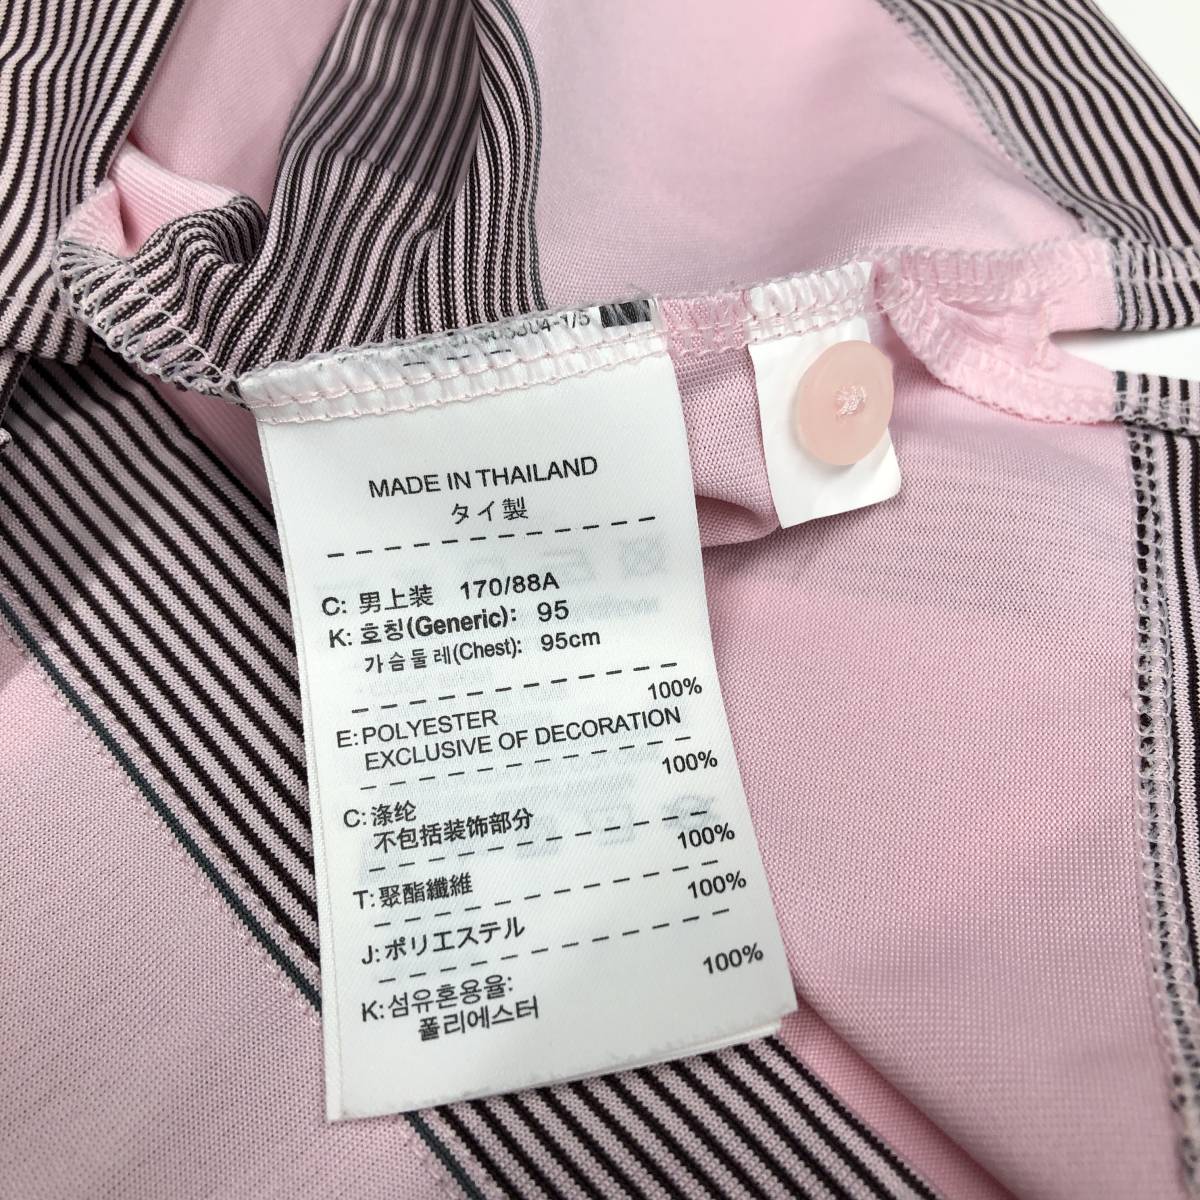 MADE IN THAILAND
タイ製
C: 男上装 170/88A
K: 호칭(Generic): 95
가슴둘레(Chest): 95cm
100%
E: POLYESTER
EXCLUSIVE OF DECORATION
100%
C: 涤纶
不包括装饰部分
100%
T: 聚酯纖維
100%
J: ポリエステル
100%
K: 섬유혼용율:
폴리에스터